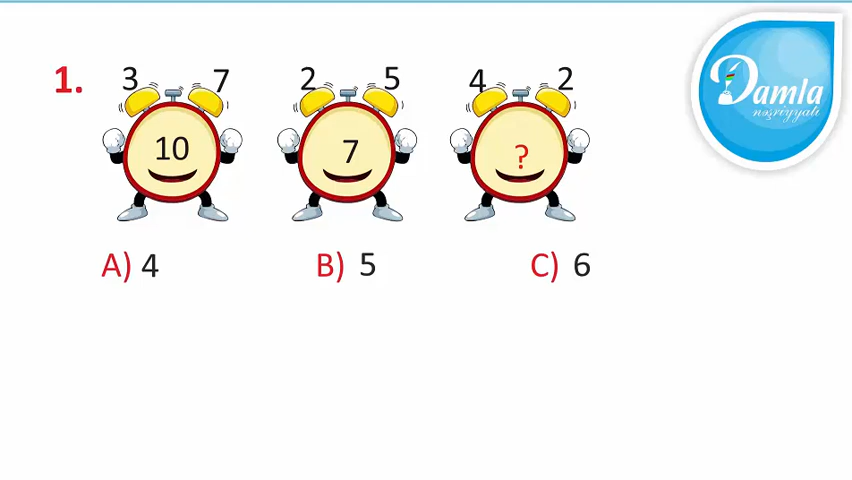 1. 3 7 2 5 4 2
10 7 ?
A) 4 B) 5 C) 6
Damla
nəşriyyatı